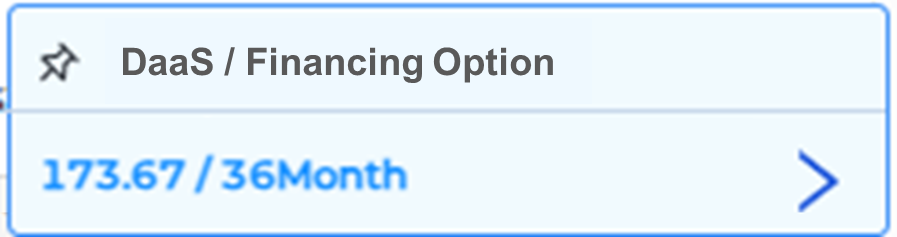 DaaS / Financing Option
173.67 / 36Month